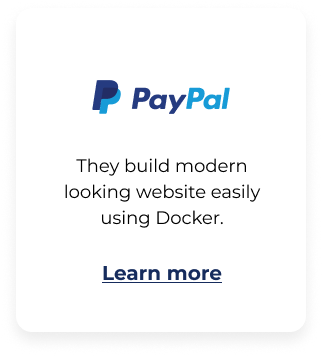 PayPal
They build modern
looking website easily
using Docker.
Learn more